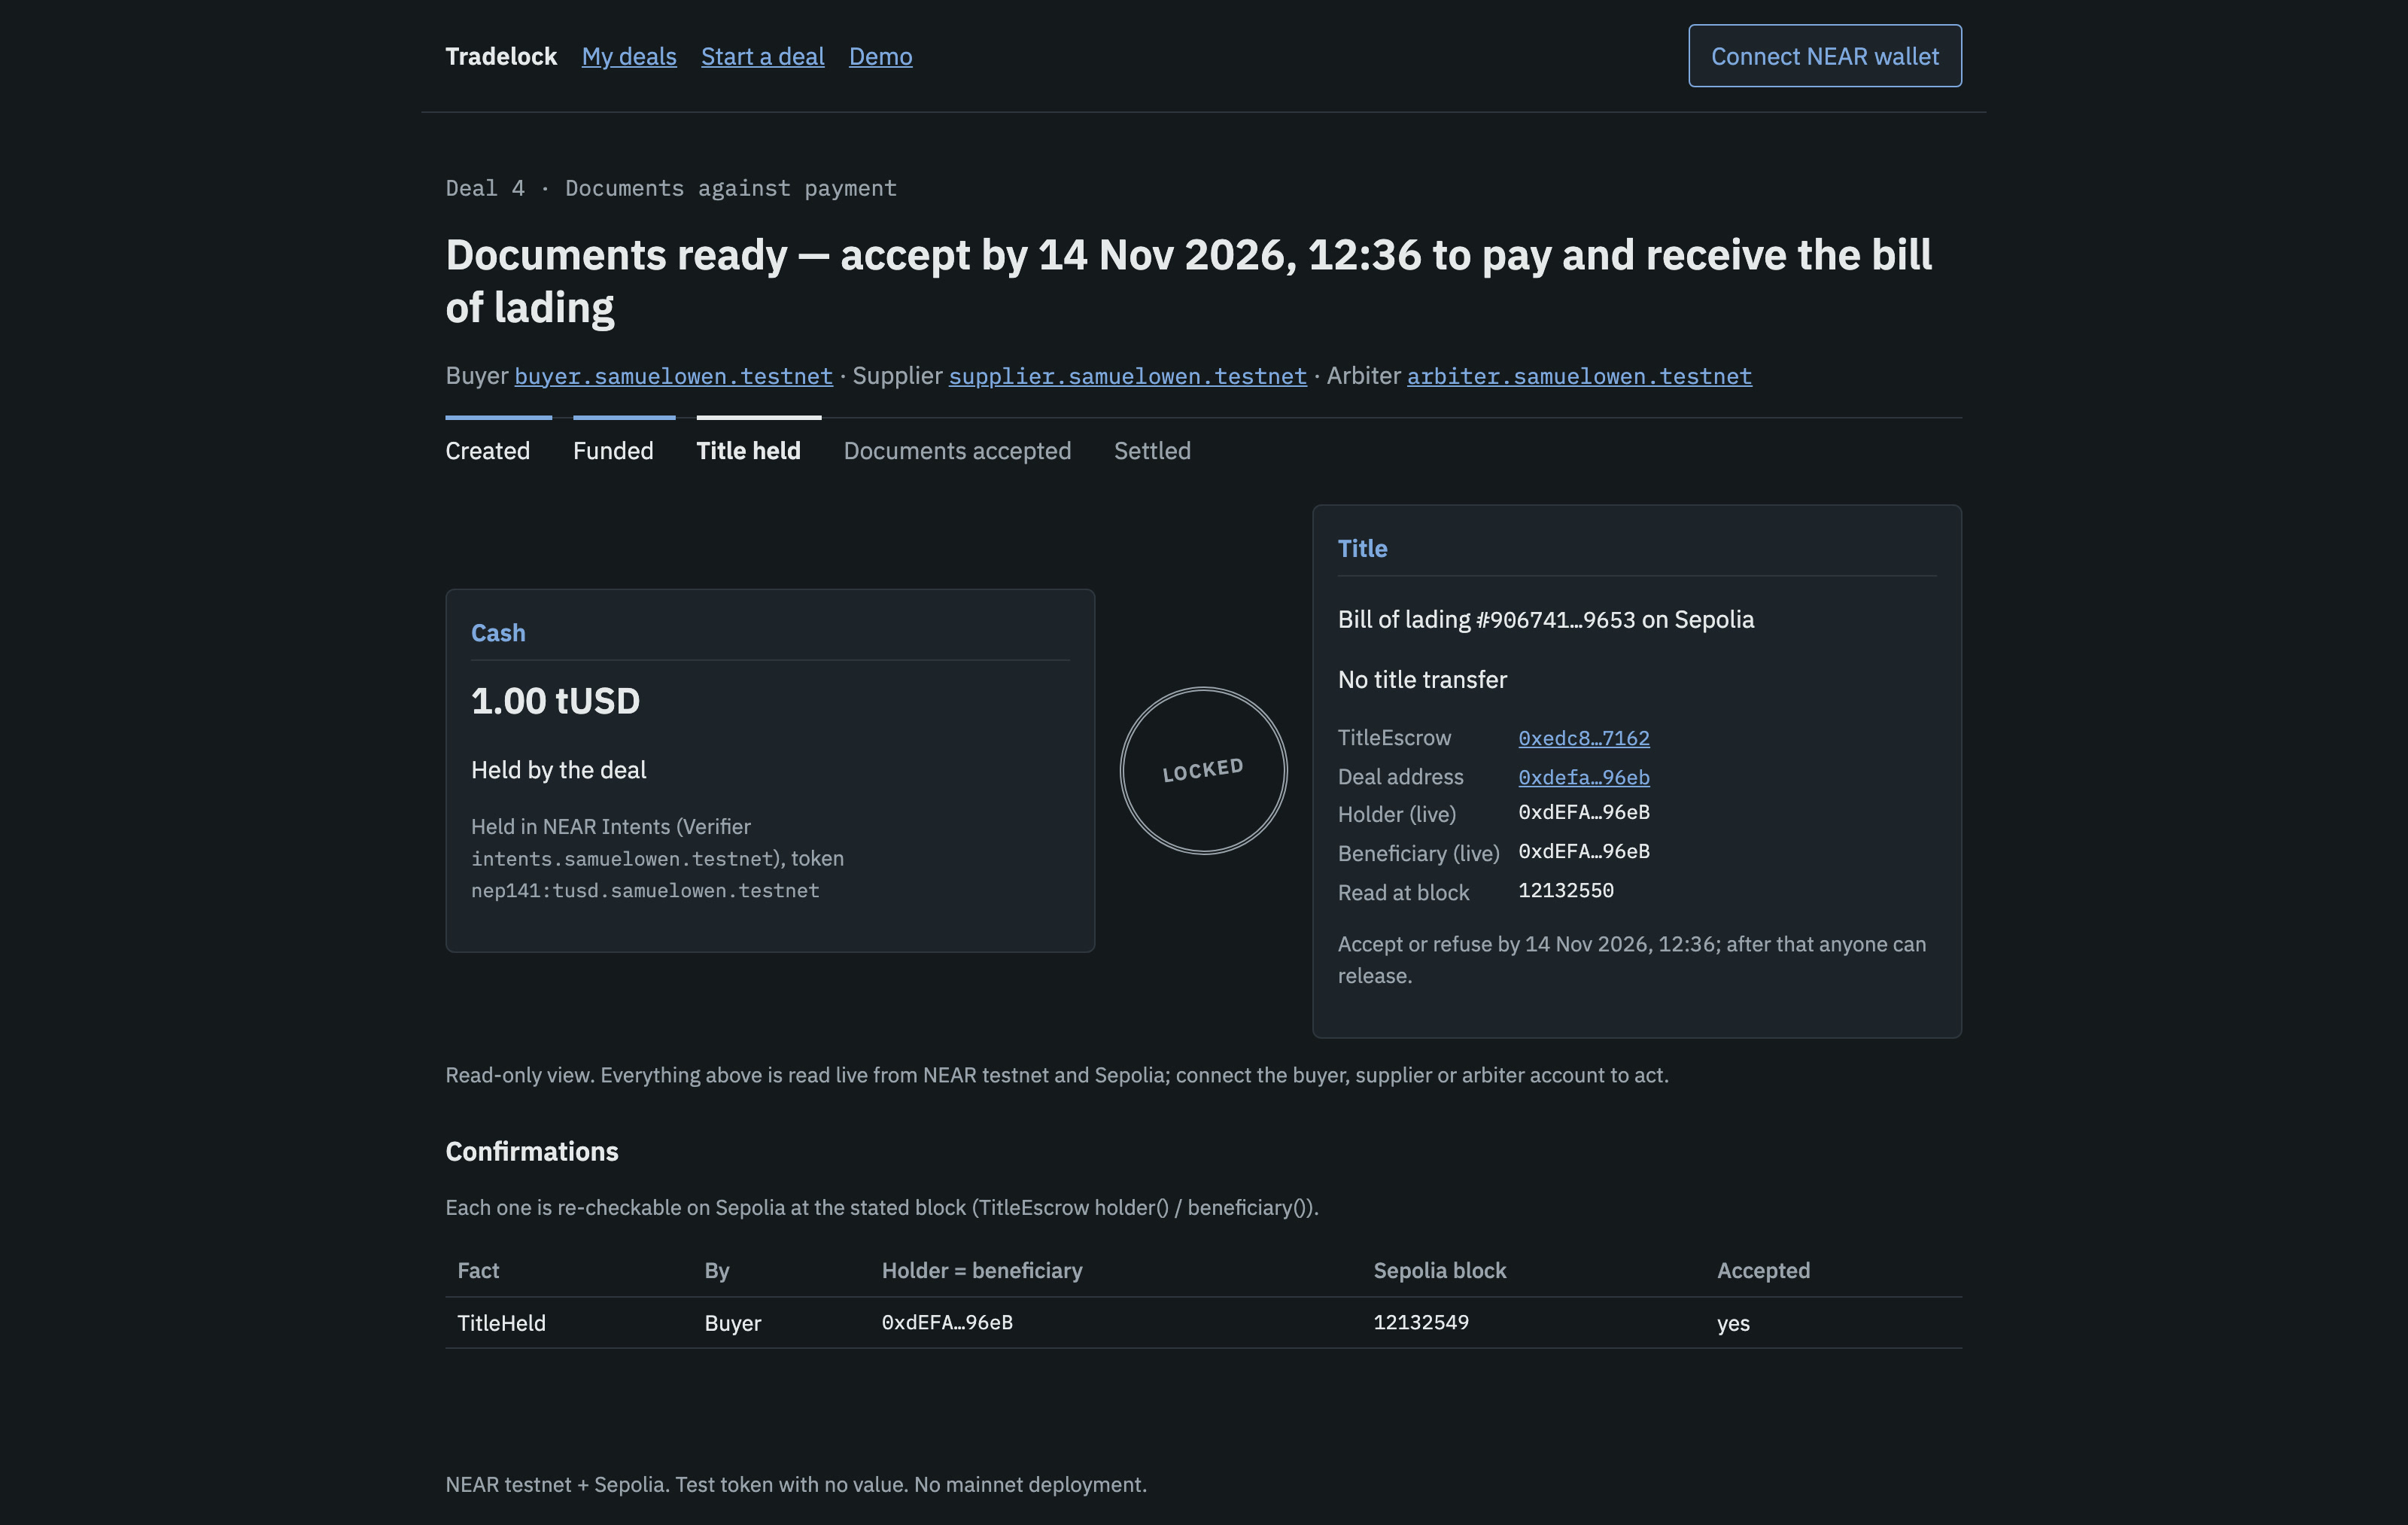 Tradelock My deals Start a deal Demo Connect NEAR wallet
Deal 4 · Documents against payment
Documents ready — accept by 14 Nov 2026, 12:36 to pay and receive the bill
of lading
Buyer buyer.samuelowen.testnet · Supplier supplier.samuelowen.testnet · Arbiter arbiter.samuelowen.testnet
Created Funded Title held Documents accepted Settled
Cash
1.00 tUSD
Held by the deal
Held in NEAR Intents (Verifier
intents.samuelowen.testnet), token
nep141:tusd.samuelowen.testnet
LOCKED
Title
Bill of lading #906741…9653 on Sepolia
No title transfer
TitleEscrow 0xedc8…7162
Deal address 0xdefa…96eb
Holder (live) 0xdEFA…96eB
Beneficiary (live) 0xdEFA…96eB
Read at block 12132550
Accept or refuse by 14 Nov 2026, 12:36; after that anyone can
release.
Read-only view. Everything above is read live from NEAR testnet and Sepolia; connect the buyer, supplier or arbiter account to act.
Confirmations
Each one is re-checkable on Sepolia at the stated block (TitleEscrow holder() / beneficiary()).
Fact By Holder = beneficiary Sepolia block Accepted
TitleHeld Buyer 0xdEFA…96eB 12132549 yes
NEAR testnet + Sepolia. Test token with no value. No mainnet deployment.